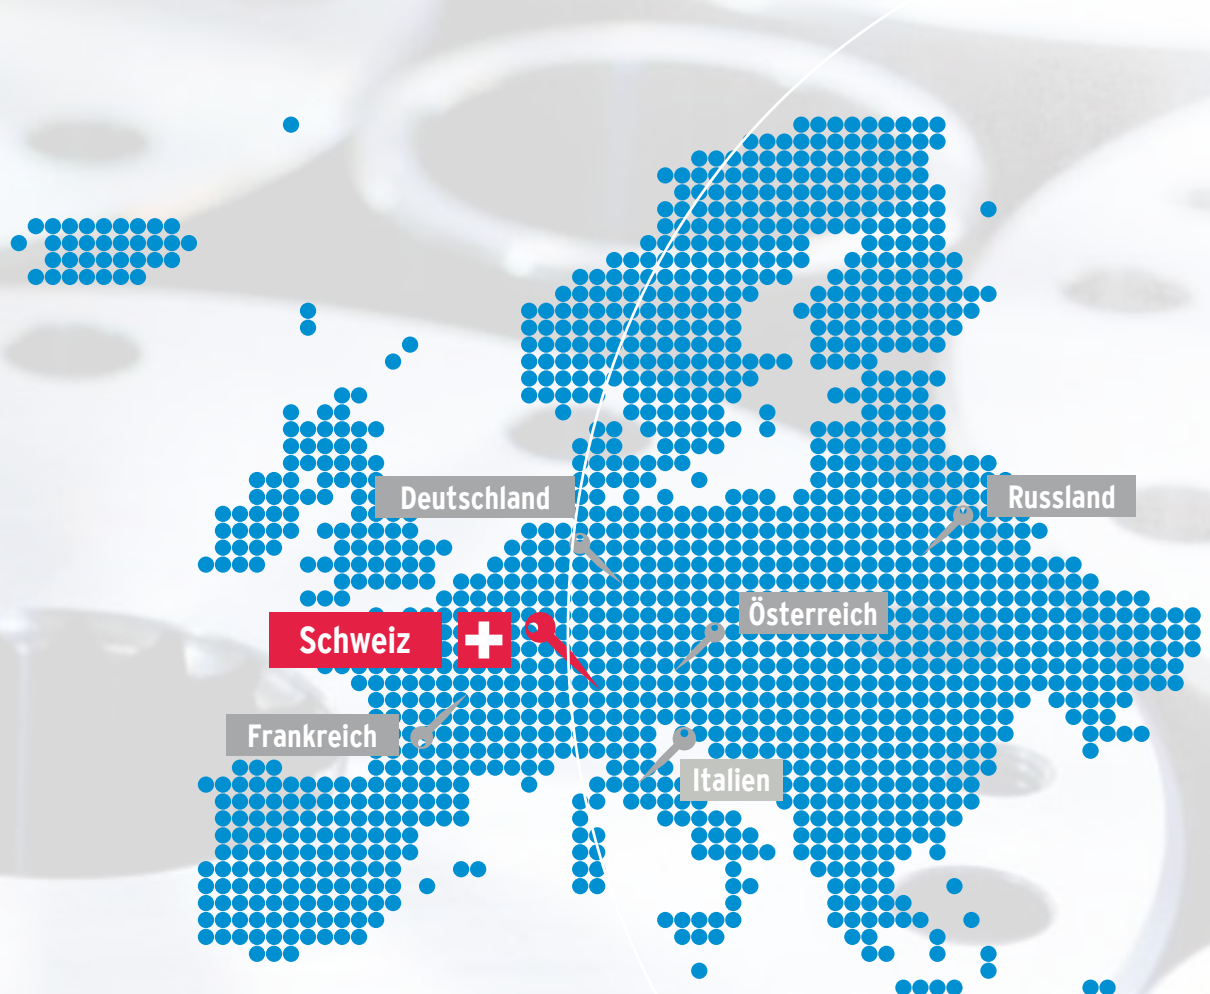 Deutschland
Russland
Österreich
Schweiz
Frankreich
Italien